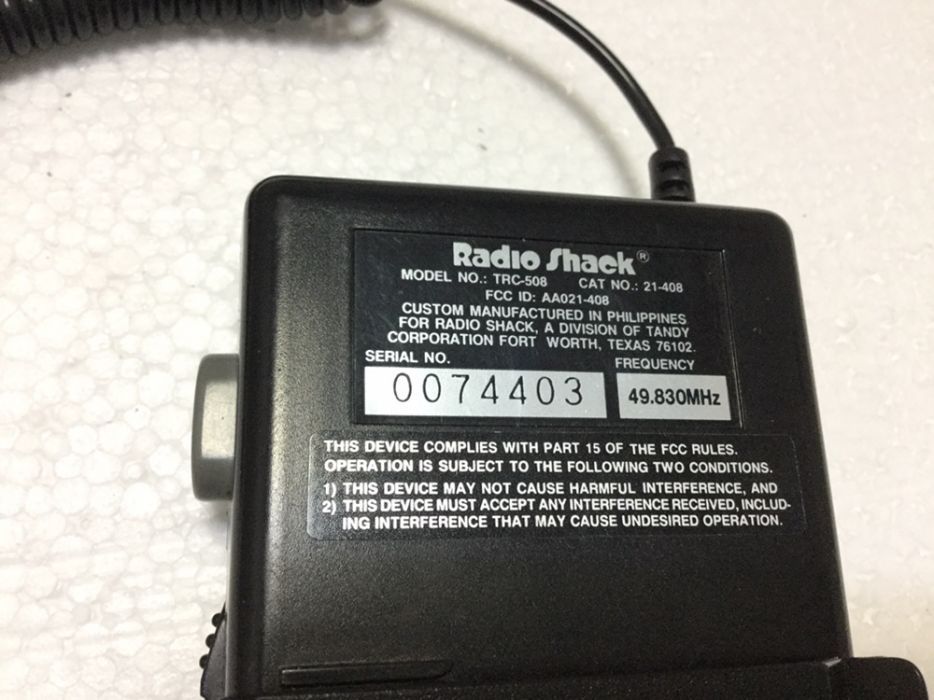 Radio Shack®
MODEL NO.: TRC-508 CAT NO.: 21-408
FCC ID: AA021-408
CUSTOM MANUFACTURED IN PHILIPPINES
FOR RADIO SHACK, A DIVISION OF TANDY
CORPORATION FORT WORTH, TEXAS 76102.
SERIAL NO. FREQUENCY
0074403 49.830MHz
THIS DEVICE COMPLIES WITH PART 15 OF THE FCC RULES.
OPERATION IS SUBJECT TO THE FOLLOWING TWO CONDITIONS.
1) THIS DEVICE MAY NOT CAUSE HARMFUL INTERFERENCE, AND
2) THIS DEVICE MUST ACCEPT ANY INTERFERENCE RECEIVED, INCLUD-
ING INTERFERENCE THAT MAY CAUSE UNDESIRED OPERATION.